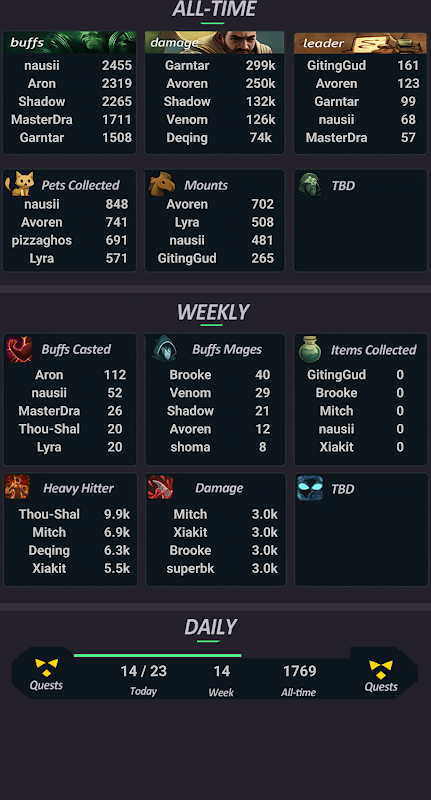 ALL-TIME
buffs
nausii 2455
Aron 2319
Shadow 2265
MasterDra 1711
Garntar 1508
damage
Garntar 299k
Avoren 250k
Shadow 132k
Venom 126k
Deqing 74k
leader
GitingGud 161
Avoren 123
Garntar 99
nausii 68
MasterDra 57
Pets Collected
nausii 848
Avoren 741
pizzaghos 691
Lyra 571
Mounts
Avoren 702
Lyra 508
nausii 481
GitingGud 265
TBD
WEEKLY
Buffs Casted
Aron 112
nausii 52
MasterDra 26
Thou-Shal 20
Lyra 20
Buffs Mages
Brooke 40
Venom 29
Shadow 21
Avoren 12
shoma 8
Items Collected
GitingGud 0
Brooke 0
Mitch 0
nausii 0
Xiakit 0
Heavy Hitter
Thou-Shal 9.9k
Mitch 6.9k
Deqing 6.3k
Xiakit 5.5k
Damage
Mitch 3.0k
Xiakit 3.0k
Brooke 3.0k
superbk 3.0k
TBD
DAILY
Quests
14 / 23
Today
14
Week
1769
All-time
Quests